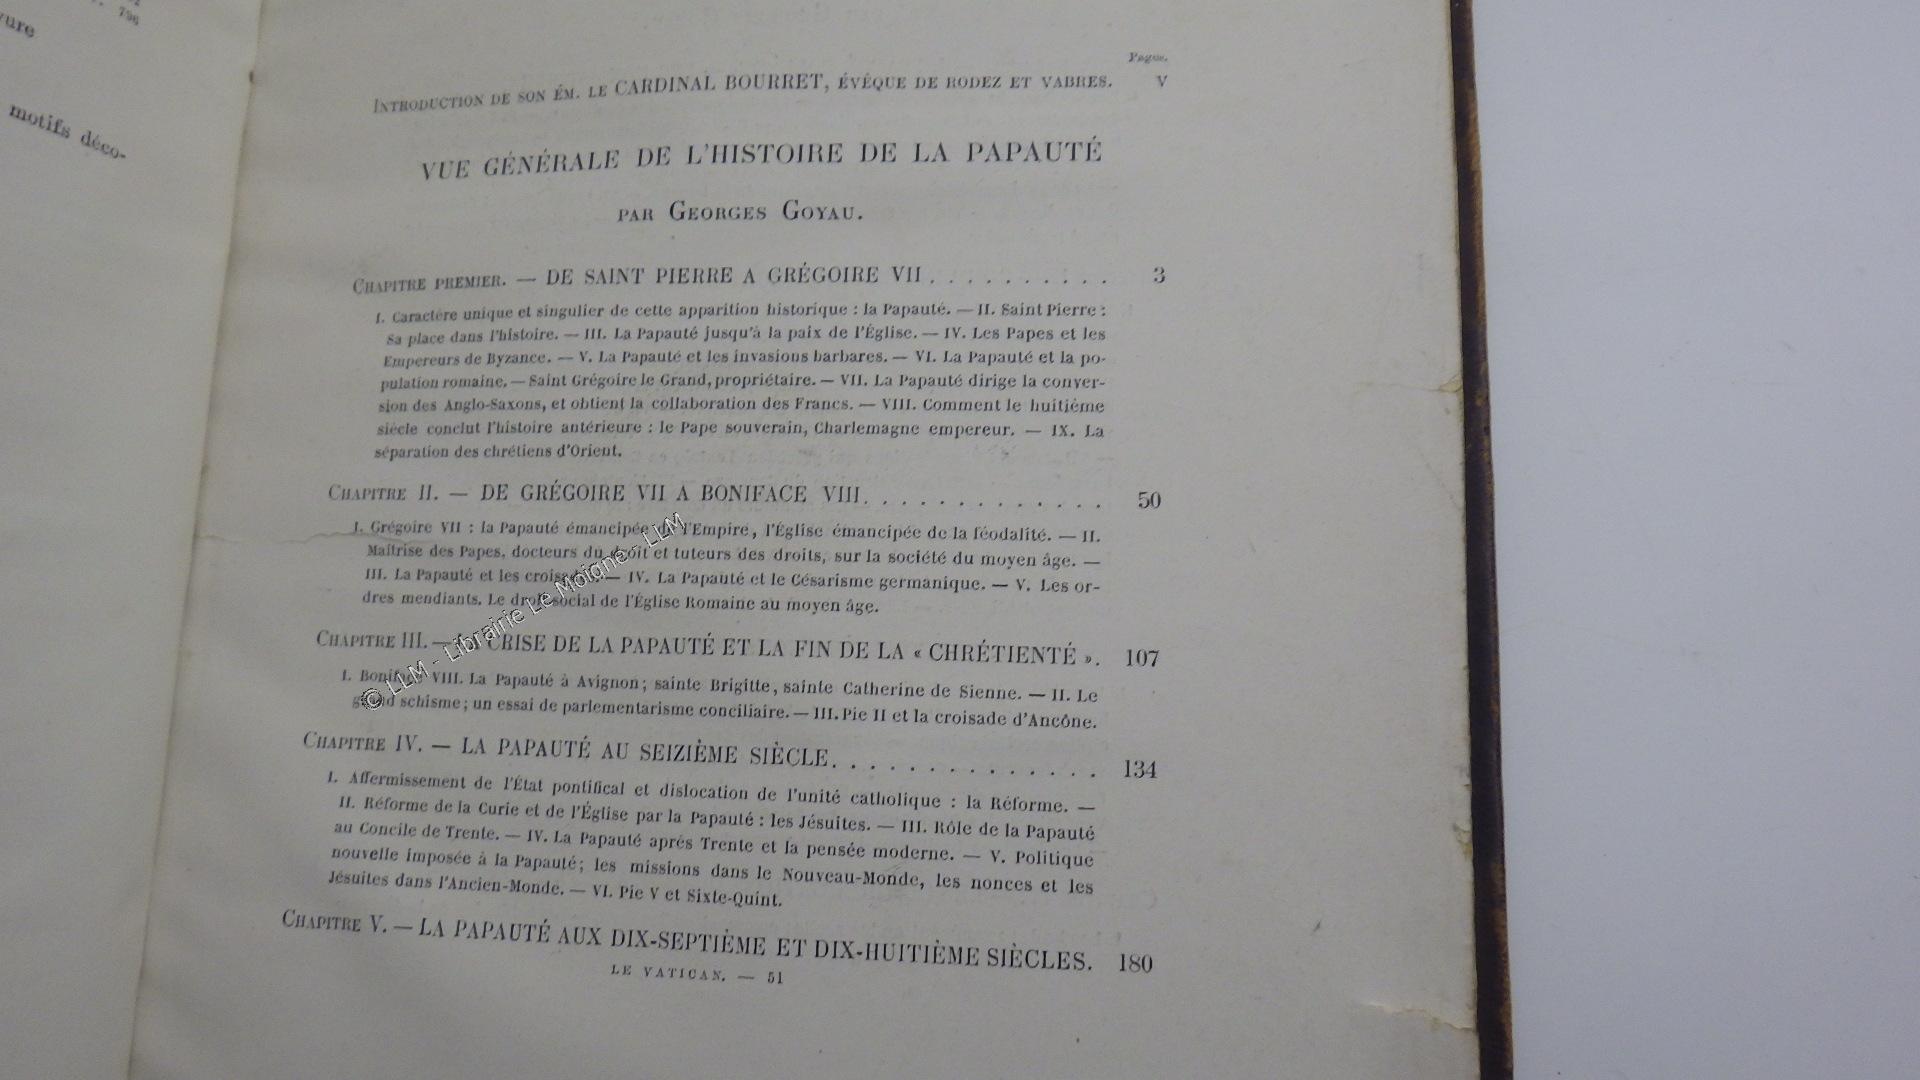 796
vure
motifs déco-
Pages.
INTRODUCTION DE SON ÉM. LE CARDINAL BOURRET, ÉVÊQUE DE RODEZ ET VABRES. V
VUE GÉNÉRALE DE L'HISTOIRE DE LA PAPAUTÉ
PAR GEORGES GOYAU.
CHAPITRE PREMIER. — DE SAINT PIERRE A GRÉGOIRE VII . . . . . . . . . . 3
I. Caractère unique et singulier de cette apparition historique : la Papauté. — II. Saint Pierre :
Sa place dans l'histoire. — III. La Papauté jusqu'à la paix de l'Église. — IV. Les Papes et les
Empereurs de Byzance. — V. La Papauté et les invasions barbares. — VI. La Papauté et la po-
pulation romaine. — Saint Grégoire le Grand, propriétaire. — VII. La Papauté dirige la conver-
sion des Anglo-Saxons, et obtient la collaboration des Francs. — VIII. Comment le huitième
siècle conclut l'histoire antérieure : le Pape souverain, Charlemagne empereur. — IX. La
séparation des chrétiens d'Orient.
CHAPITRE II. — DE GRÉGOIRE VII A BONIFACE VIII. . . . . . . . . . . . . 50
I. Grégoire VII : la Papauté émancipée de l'Empire, l'Église émancipée de la féodalité. — II.
Maîtrise des Papes, docteurs du droit et tuteurs des droits, sur la société du moyen âge. —
III. La Papauté et les croisades. — IV. La Papauté et le Césarisme germanique. — V. Les or-
dres mendiants. Le droit social de l'Église Romaine au moyen âge.
CHAPITRE III. — LA CRISE DE LA PAPAUTÉ ET LA FIN DE LA « CHRÉTIENTÉ ». 107
I. Boniface VIII. La Papauté à Avignon ; sainte Brigitte, sainte Catherine de Sienne. — II. Le
grand schisme ; un essai de parlementarisme conciliaire. — III. Pie II et la croisade d'Ancône.
CHAPITRE IV. — LA PAPAUTÉ AU SEIZIÈME SIÈCLE. . . . . . . . . . . . . . 134
I. Affermissement de l'État pontifical et dislocation de l'unité catholique : la Réforme. —
II. Réforme de la Curie et de l'Église par la Papauté : les Jésuites. — III. Rôle de la Papauté
au Concile de Trente. — IV. La Papauté après Trente et la pensée moderne. — V. Politique
nouvelle imposée à la Papauté ; les missions dans le Nouveau-Monde, les nonces et les
Jésuites dans l'Ancien-Monde. — VI. Pie V et Sixte-Quint.
CHAPITRE V. — LA PAPAUTÉ AUX DIX-SEPTIÈME ET DIX-HUITIÈME SIÈCLES. 180
LE VATICAN. — 51
© LLM - Librairie Le Moigne - LLM